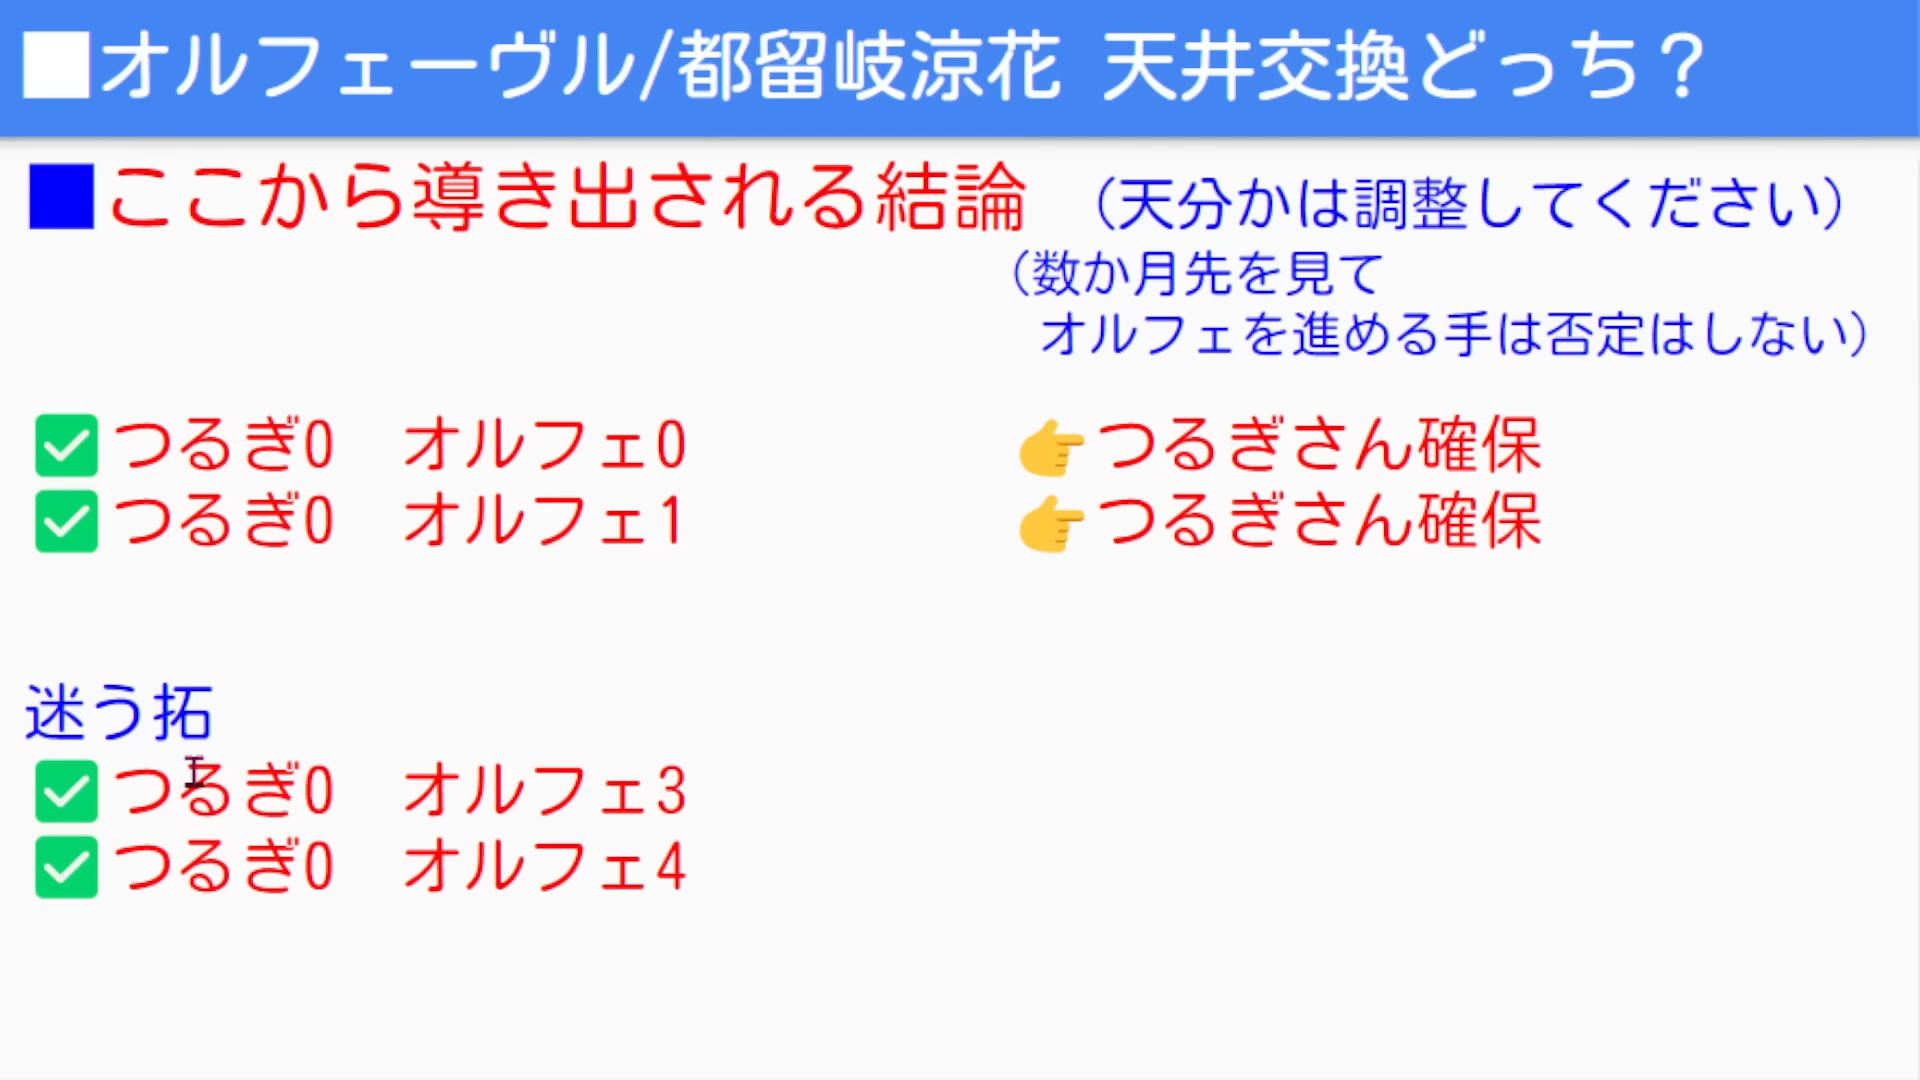 ■オルフェーヴル/都留岐涼花 天井交換どっち？
■ここから導き出される結論 （天分かは調整してください）
（数か月先を見て
オルフェを進める手は否定はしない）
✅つるぎ0 オルフェ0 👉つるぎさん確保
✅つるぎ0 オルフェ1 👉つるぎさん確保
迷う拓
✅つるぎ0 オルフェ3
✅つるぎ0 オルフェ4